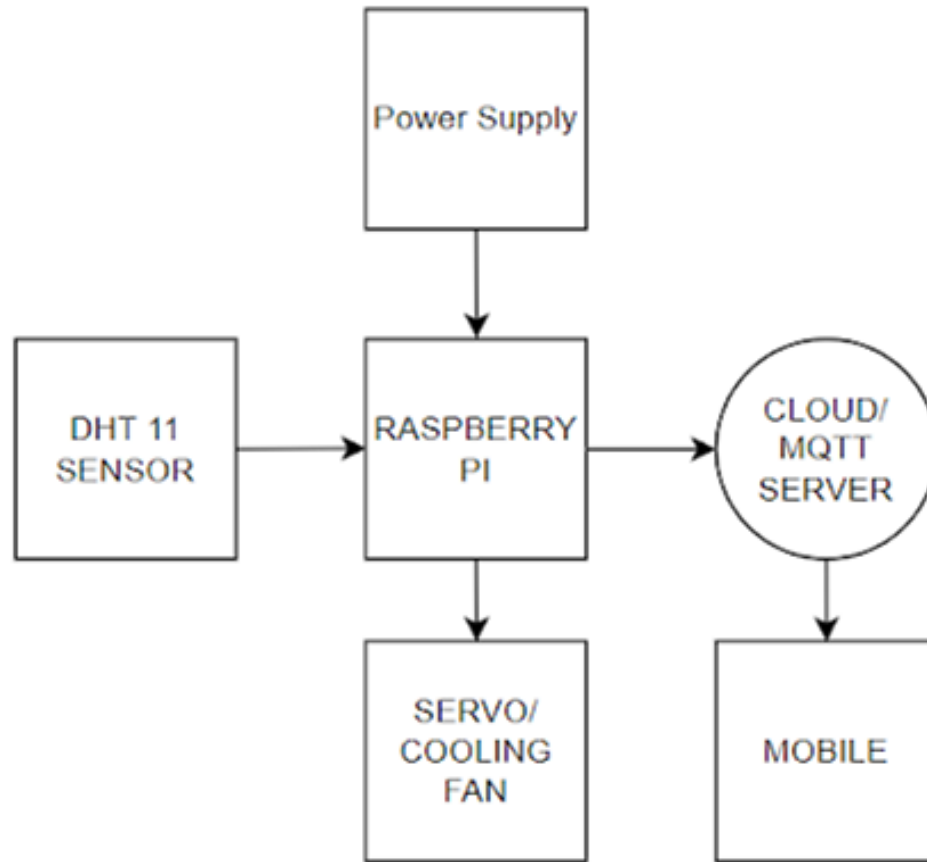 Power Supply
DHT 11
SENSOR
RASPBERRY
PI
CLOUD/
MQTT
SERVER
SERVO/
COOLING
FAN
MOBILE